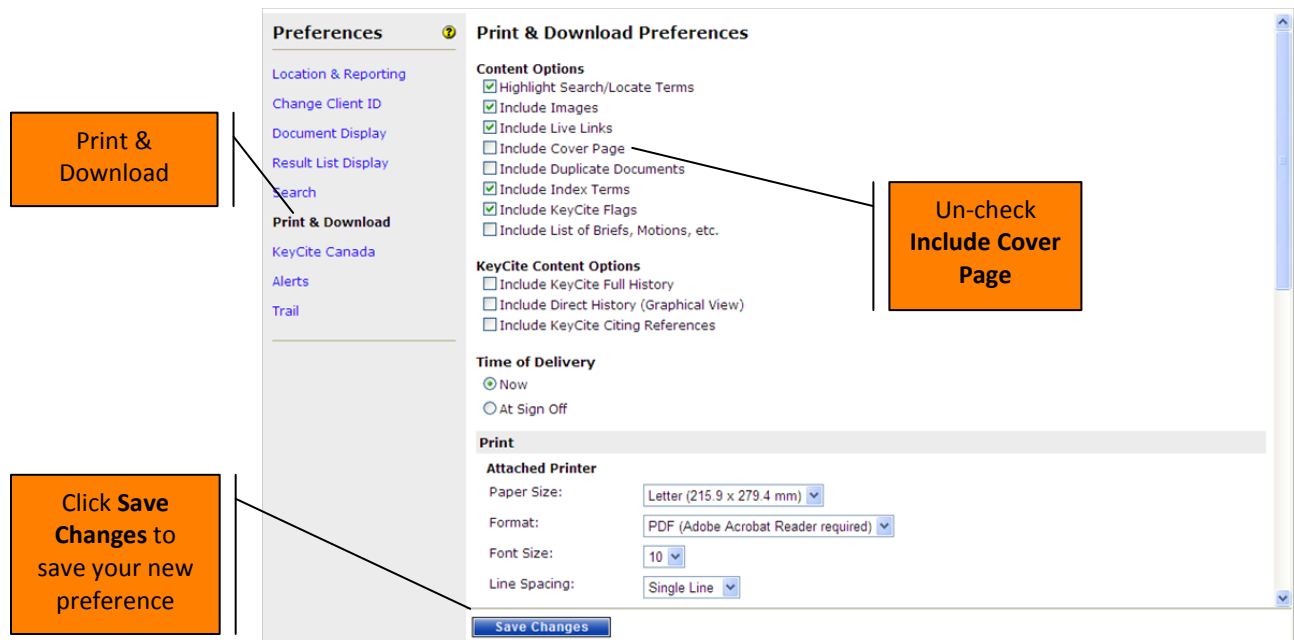 Preferences
Location & Reporting
Change Client ID
Document Display
Result List Display
Search
Print & Download
KeyCite Canada
Alerts
Trail
Print & Download Preferences
Content Options
Highlight Search/Locate Terms
Include Images
Include Live Links
Include Cover Page
Include Duplicate Documents
Include Index Terms
Include KeyCite Flags
Include List of Briefs, Motions, etc.
KeyCite Content Options
Include KeyCite Full History
Include Direct History (Graphical View)
Include KeyCite Citing References
Time of Delivery
Now
At Sign Off
Print
Attached Printer
Paper Size: Letter (215.9 x 279.4 mm)
Format: PDF (Adobe Acrobat Reader required)
Font Size: 10
Line Spacing: Single Line
Save Changes
Print &
Download
Un-check
Include Cover
Page
Click Save
Changes to
save your new
preference